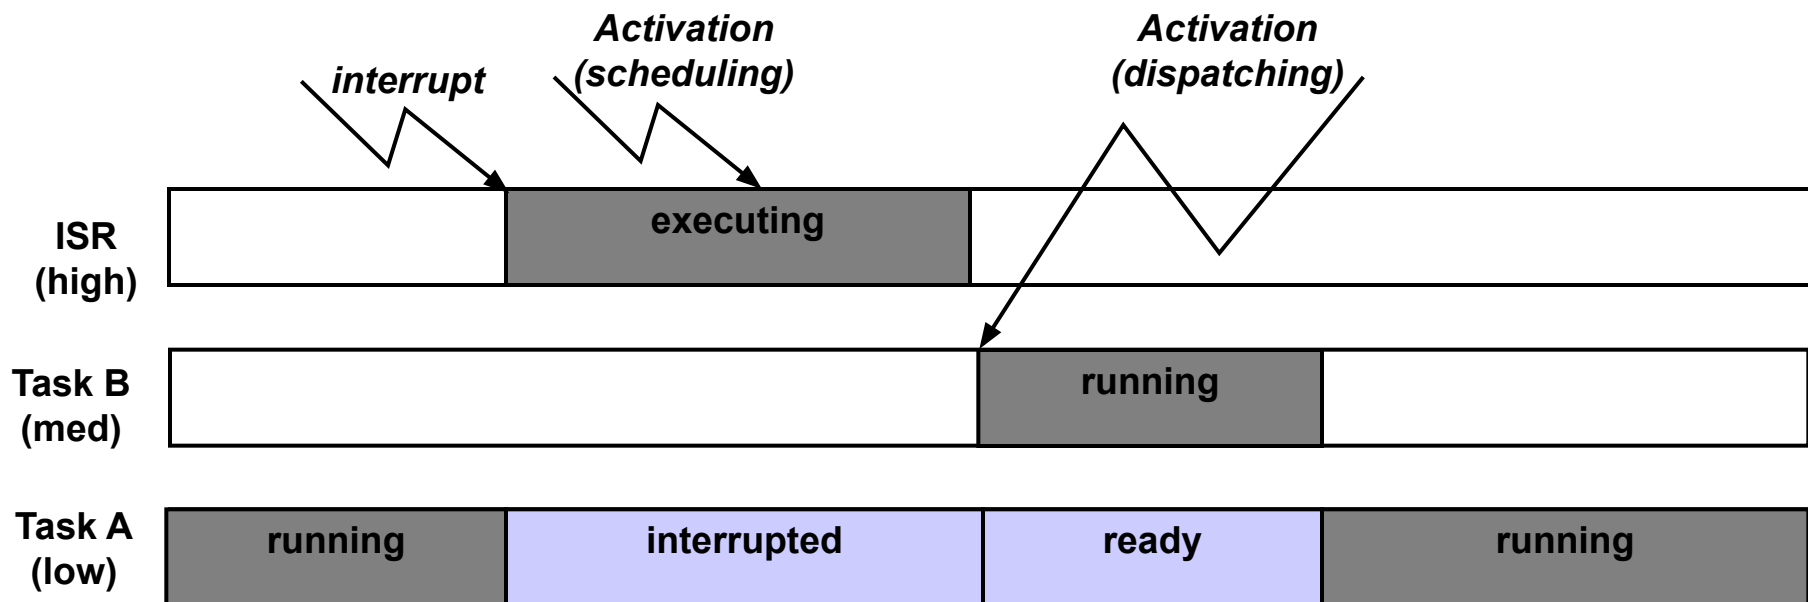 Activation
(scheduling)
Activation
(dispatching)
interrupt
ISR
(high)
executing
Task B
(med)
running
Task A
(low)
running
interrupted
ready
running